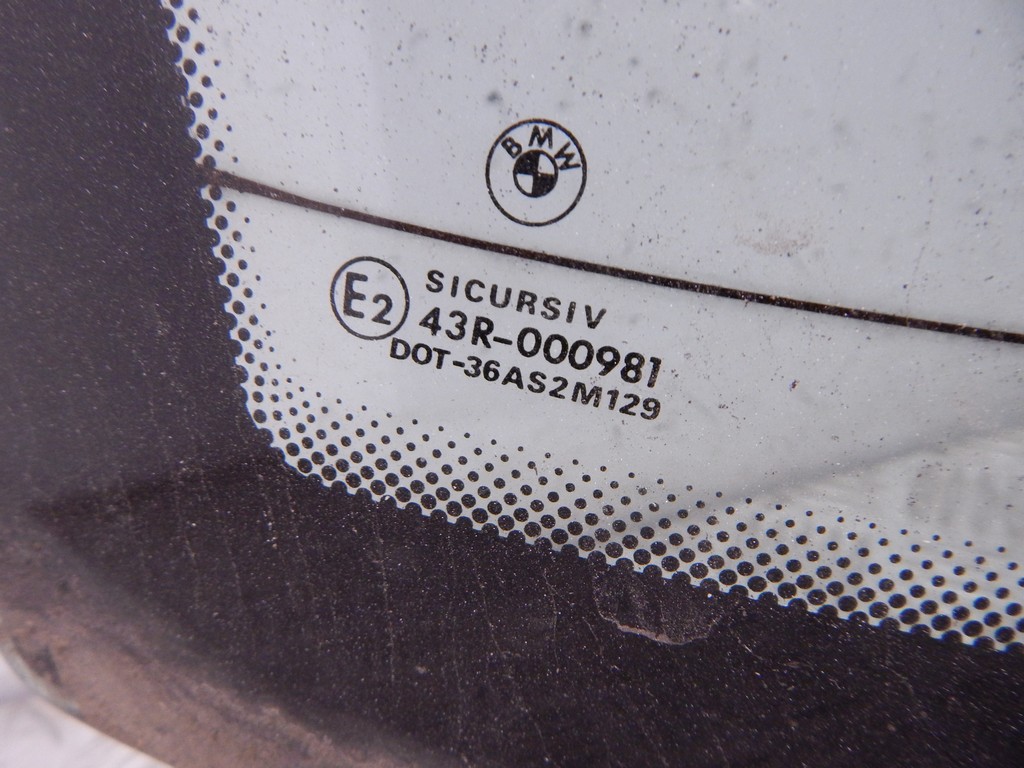 BMW
E2
SICURSIV
43R-000981
DOT-36AS2M129